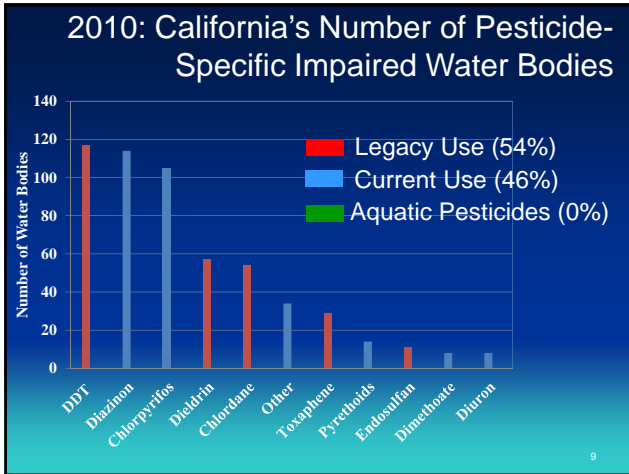 2010: California's Number of Pesticide-
Specific Impaired Water Bodies
140
120
100
80
60
40
20
0
Number of Water Bodies
Legacy Use (54%)
Current Use (46%)
Aquatic Pesticides (0%)
DDT
Diazinon
Chlorpyrifos
Dieldrin
Chlordane
Other
Toxaphene
Pyrethoids
Endosulfan
Dimethoate
Diuron
9